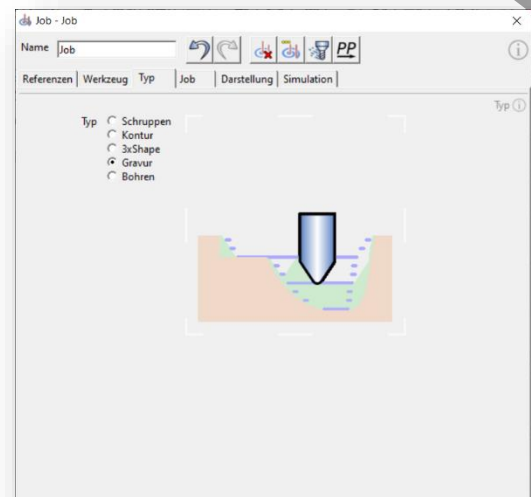 Job - Job
Name Job PP
Referenzen Werkzeug Typ Job Darstellung Simulation
Typ
Typ Schruppen
Kontur
3xShape
Gravur
Bohren